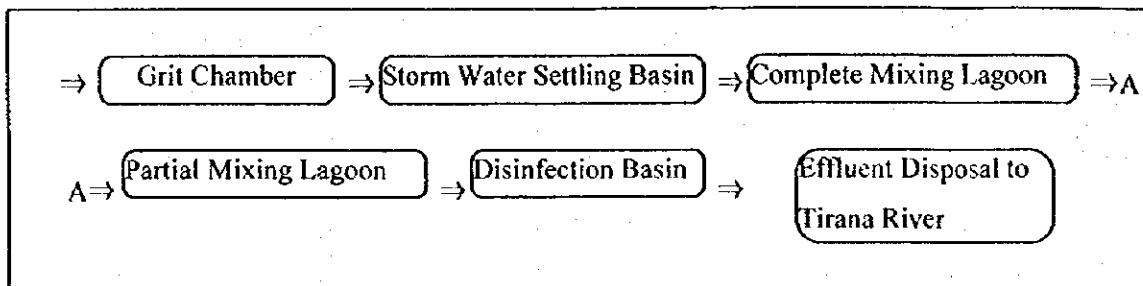 ⇒ Grit Chamber ⇒ Storm Water Settling Basin ⇒ Complete Mixing Lagoon ⇒A
A⇒ Partial Mixing Lagoon ⇒ Disinfection Basin ⇒ Effluent Disposal to
Tirana River